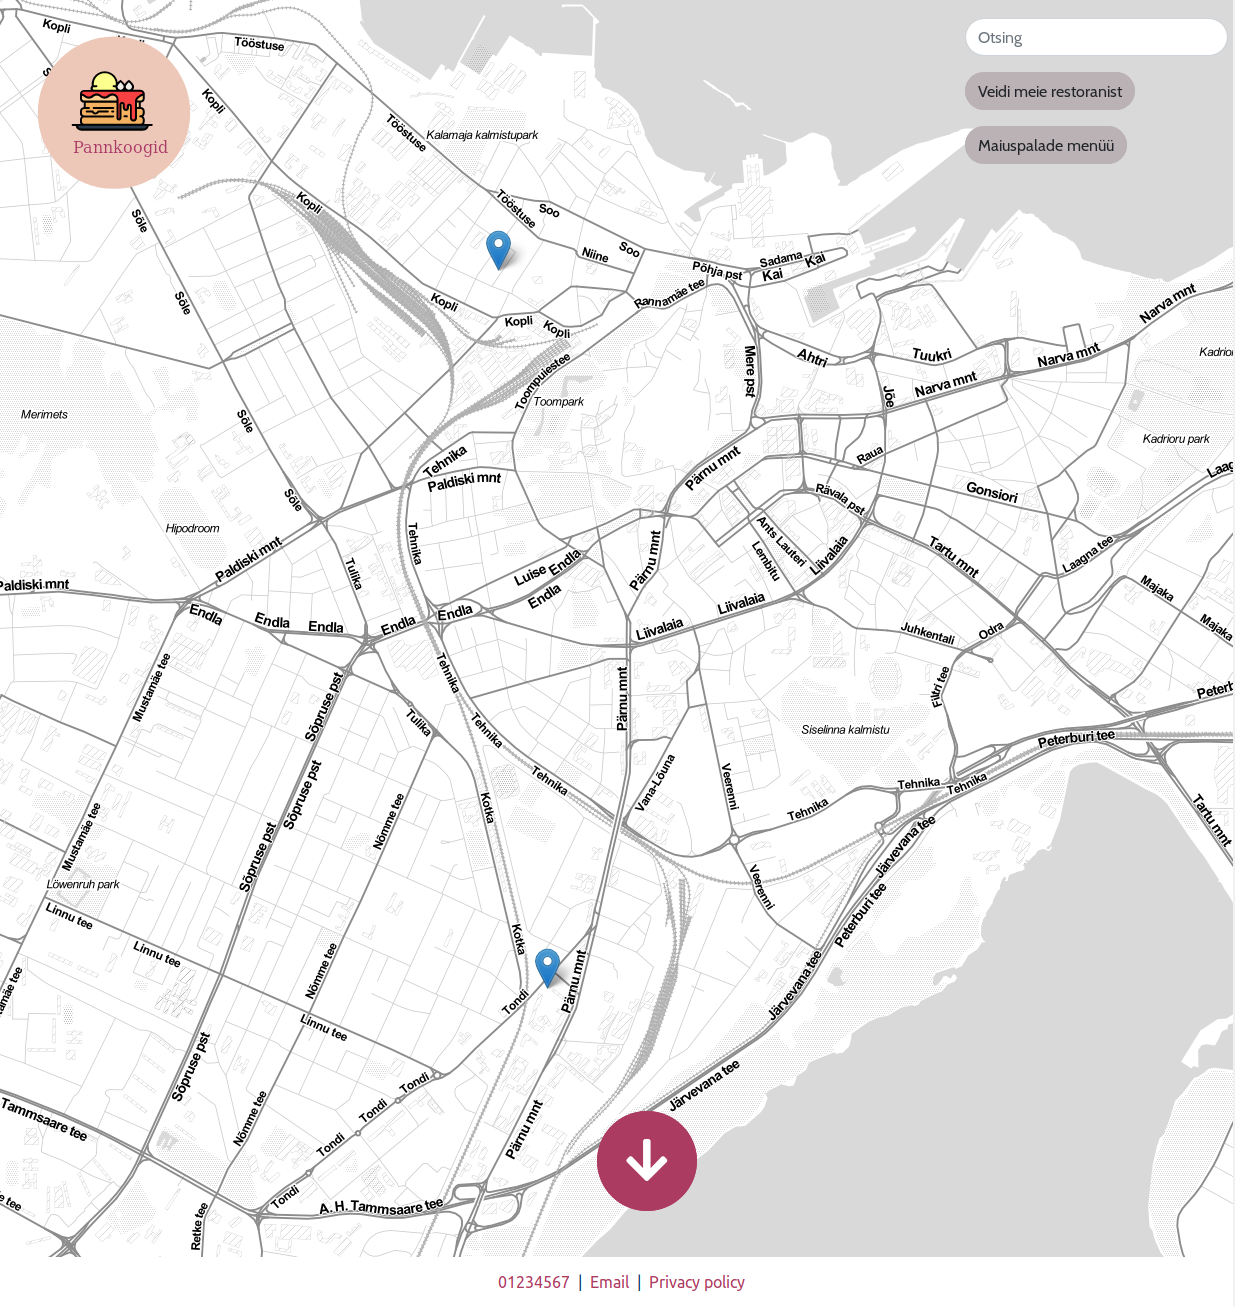 Kopli
Tööstuse
Otsing
Veidi meie restoranist
Maiuspalade menüü
Pannkoogid
Kopli
Tööstuse
Kalamaja kalmistupark
Kopli
Tööstuse
Soo
Sõle
Soo
Niine
Põhja pst
Sadama
Kai
Kai
Rannamäe tee
Narva mnt
Sõle
Kopli
Kopli
Kopli
Mere pst
Ahtri
Tuukri
Narva mnt
Toompuiestee
Toompark
Narva mnt
Jõe
Merimets
Sõle
Kadrioru park
Tehnika
Raua
Pärnu mnt
Paldiski mnt
Gonsiori
Sõle
Rävala pst
Hipodroom
Ants Lauteri
Tehnika
Paldiski mnt
Lembitu
Liivalaia
Tartu mnt
Laagna tee
Pärnu mnt
Luise
Endla
Tulika
Paldiski mnt
Majaka
Endla
Liivalaia
Endla
Endla
Endla
Endla
Endla
Liivalaia
Juhkentali
Odra
Majaka
Tehnika
Mustamäe tee
Sõpruse pst
Pärnu mnt
Filtri tee
Tulika
Tehnika
Siselinna kalmistu
Peterburi tee
Sõpruse pst
Tehnika
Vana-Lõuna
Veerenni
Tehnika
Tehnika
Kotka
Tehnika
Tartu mnt
Mustamäe tee
Nõmme tee
Järvevana tee
Sõpruse pst
Löwenruh park
Veerenni
Peterburi tee
Linnu tee
Kotka
Linnu tee
Nõmme tee
Pärnu mnt
Järvevana tee
Tondi
Linnu tee
Sõpruse pst
Tondi
Järvevana tee
Tondi
Nõmme tee
Tammsaare tee
Tondi
Pärnu mnt
Tondi
A. H. Tammsaare tee
Retke tee
01234567 | Email | Privacy policy